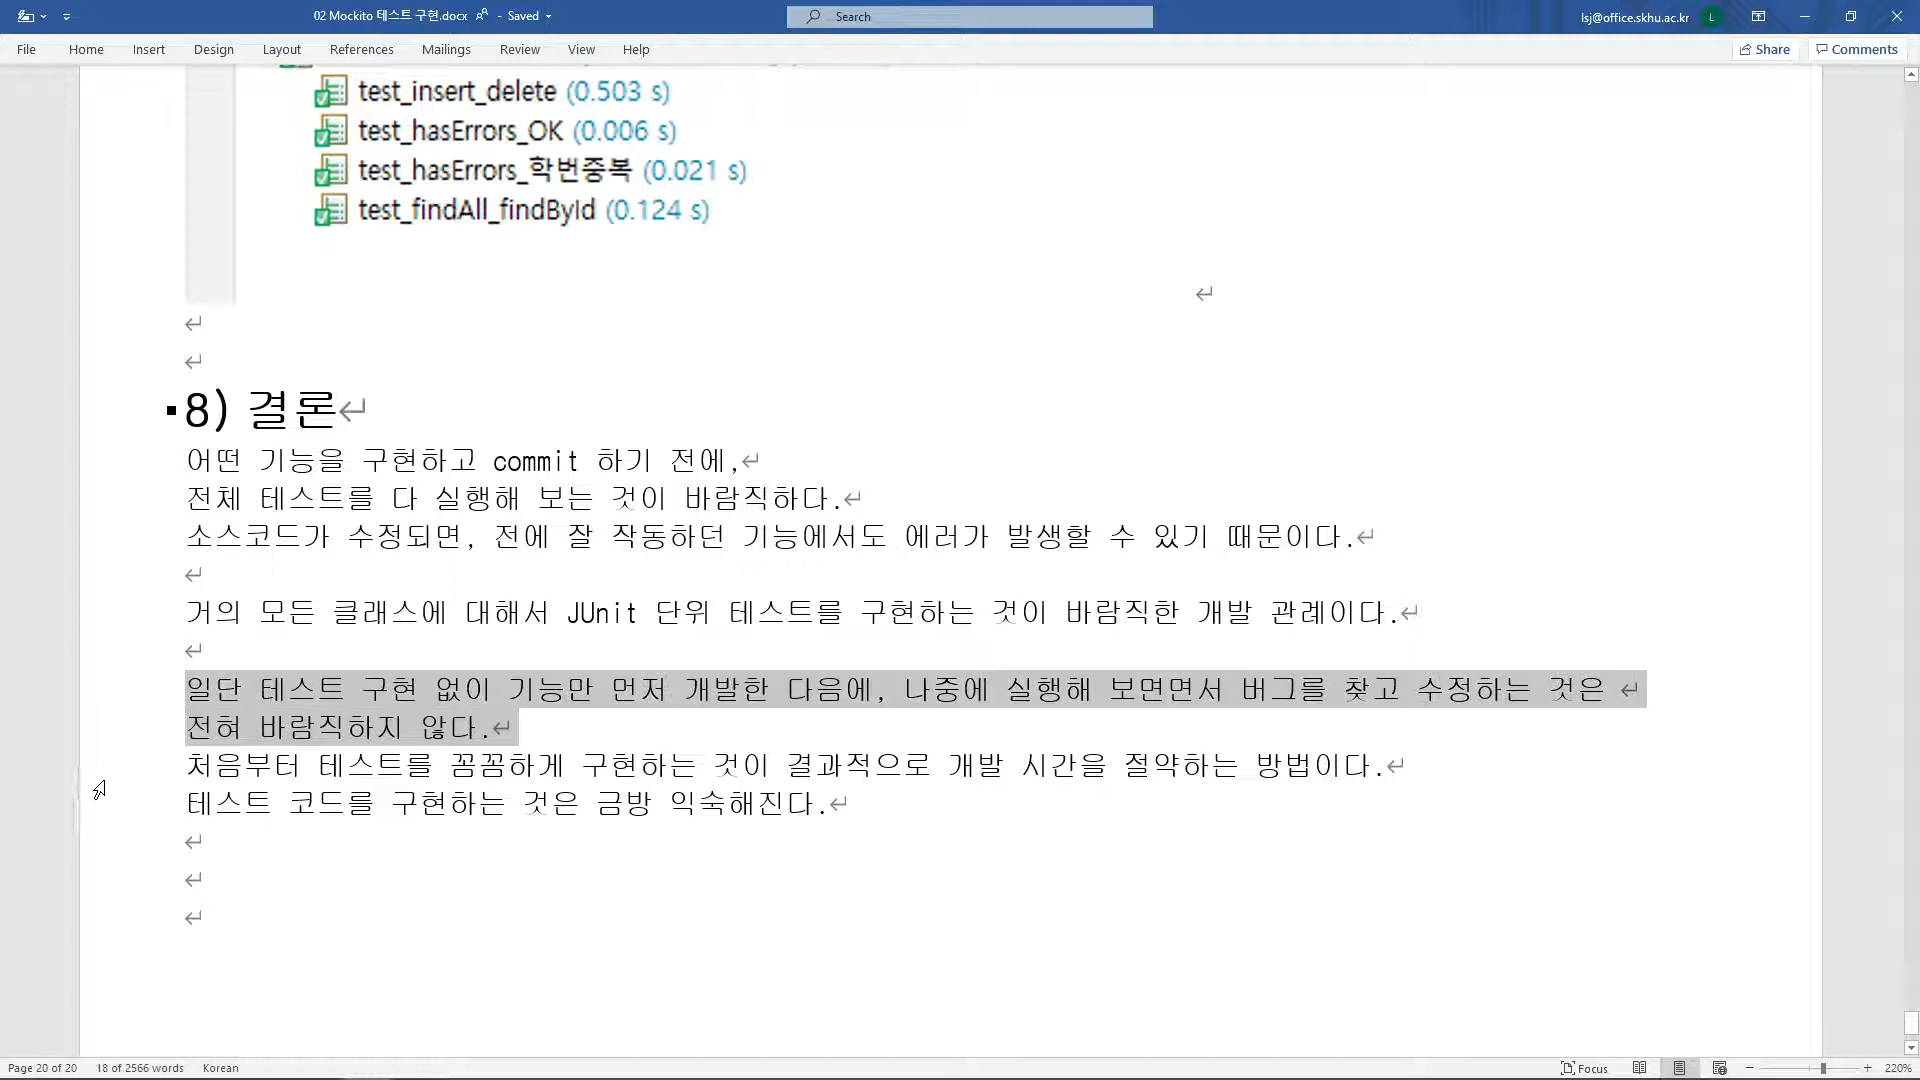 02 Mockito 테스트 구현.docx - Saved
Search
lsj@office.skhu.ac.kr L
File Home Insert Design Layout References Mailings Review View Help Share Comments
test_insert_delete (0.503 s)
test_hasErrors_OK (0.006 s)
test_hasErrors_학번중복 (0.021 s)
test_findAll_findById (0.124 s)
8) 결론
어떤 기능을 구현하고 commit 하기 전에,
전체 테스트를 다 실행해 보는 것이 바람직하다.
소스코드가 수정되면, 전에 잘 작동하던 기능에서도 에러가 발생할 수 있기 때문이다.
거의 모든 클래스에 대해서 JUnit 단위 테스트를 구현하는 것이 바람직한 개발 관례이다.
일단 테스트 구현 없이 기능만 먼저 개발한 다음에, 나중에 실행해 보면면서 버그를 찾고 수정하는 것은
전혀 바람직하지 않다.
처음부터 테스트를 꼼꼼하게 구현하는 것이 결과적으로 개발 시간을 절약하는 방법이다.
테스트 코드를 구현하는 것은 금방 익숙해진다.
Page 20 of 20 18 of 2566 words Korean Focus 220%